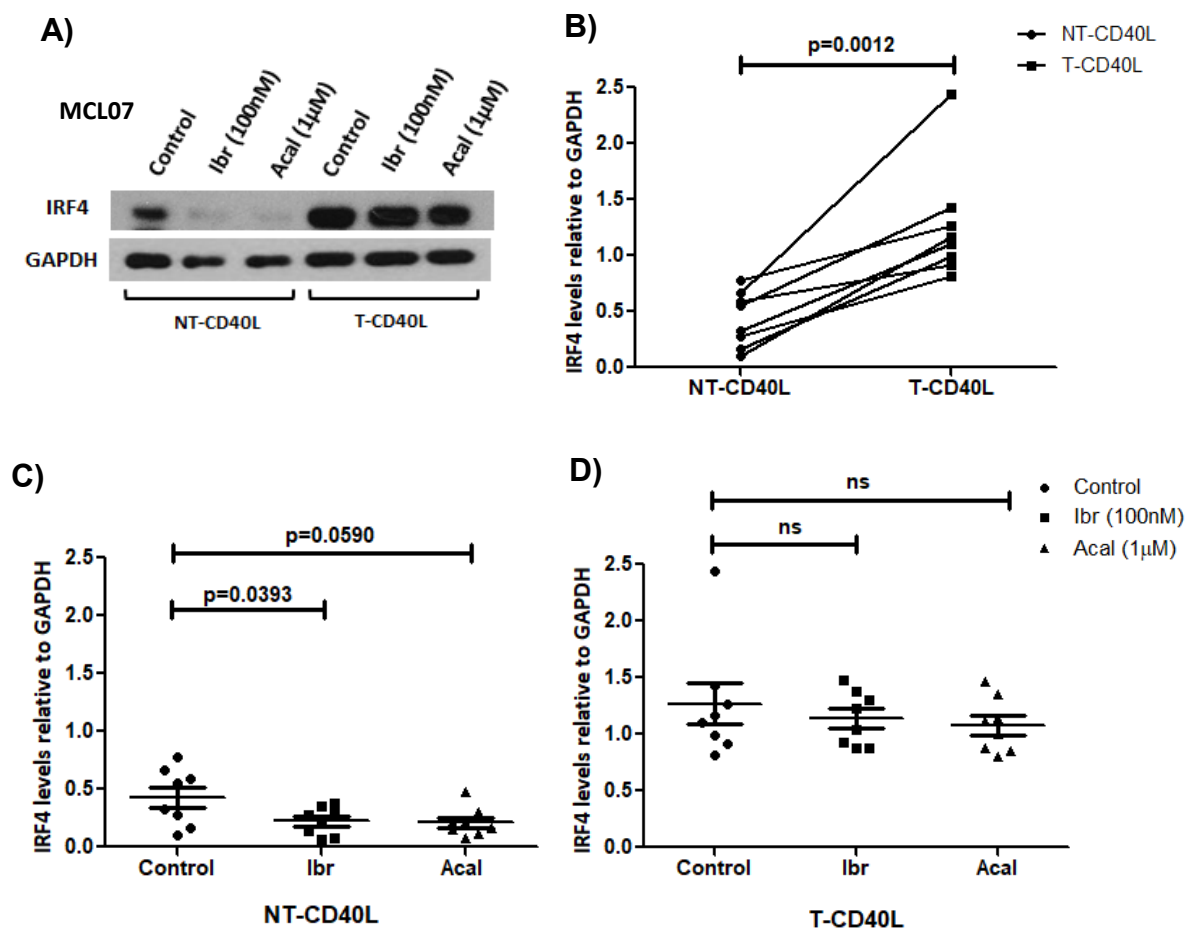 A)
MCL07
Control
Ibr (100nM)
Acal (1μM)
Control
Ibr (100nM)
Acal (1μM)
IRF4
GAPDH
NT-CD40L
T-CD40L
B)
p=0.0012
NT-CD40L
T-CD40L
IRF4 levels relative to GAPDH
2.5
2.0
1.5
1.0
0.5
0.0
NT-CD40L
T-CD40L
C)
p=0.0590
p=0.0393
IRF4 levels relative to GAPDH
2.5
2.0
1.5
1.0
0.5
0.0
Control
Ibr
Acal
NT-CD40L
D)
ns
ns
Control
Ibr (100nM)
Acal (1μM)
IRF4 levels relative to GAPDH
2.5
2.0
1.5
1.0
0.5
0.0
Control
Ibr
Acal
T-CD40L